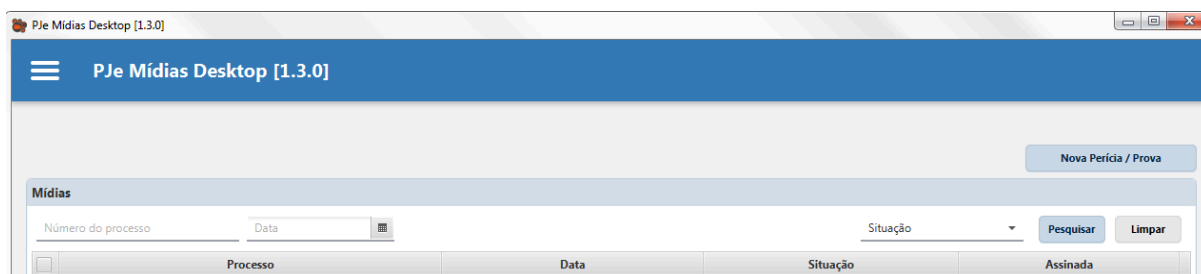 PJe Mídias Desktop [1.3.0]
PJe Mídias Desktop [1.3.0]
Nova Perícia / Prova
Mídias
Número do processo Data Situação Pesquisar Limpar
Processo Data Situação Assinada